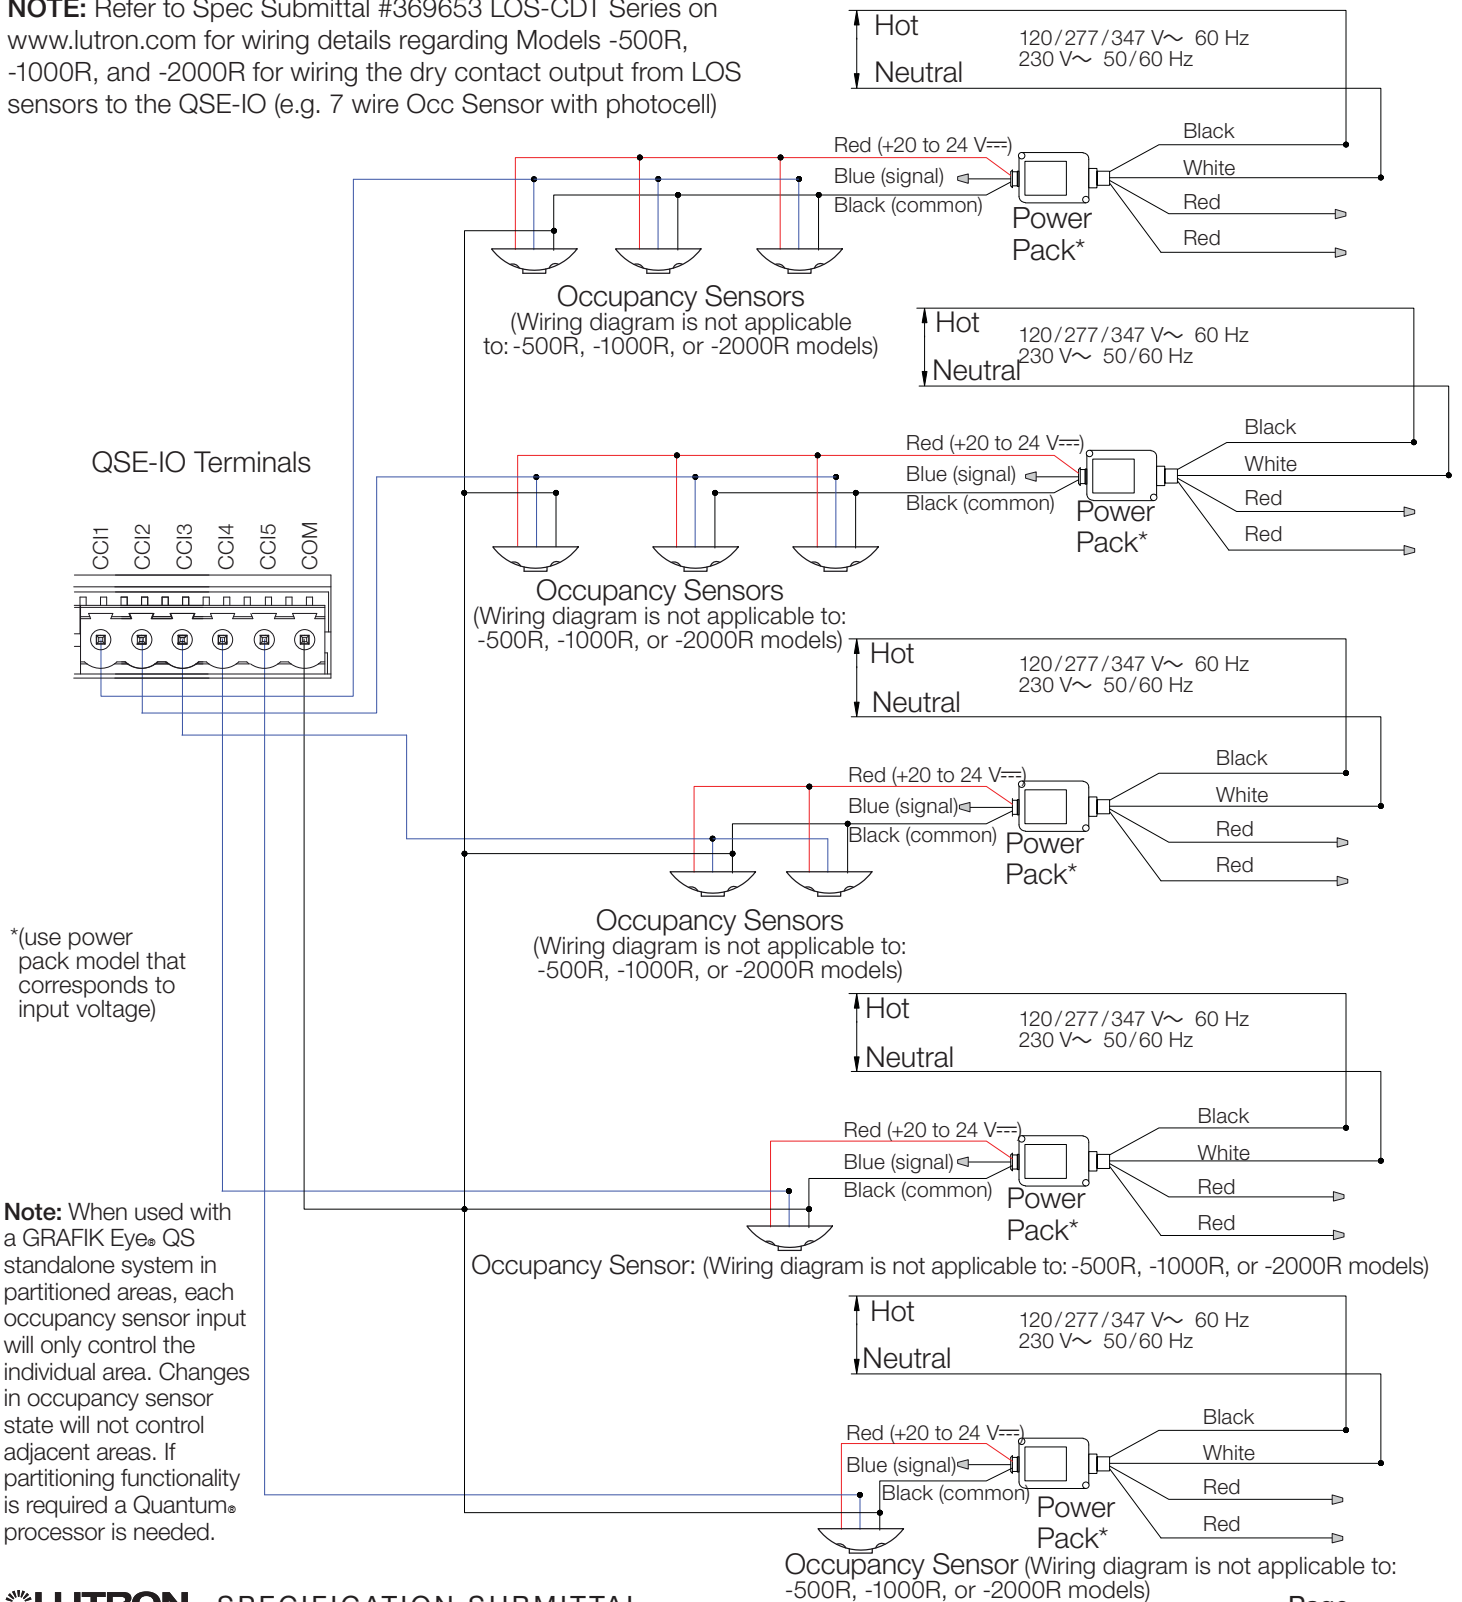 NOTE: Refer to Spec Submittal #369653 LOS-CDT Series on
www.lutron.com for wiring details regarding Models -500R,
-1000R, and -2000R for wiring the dry contact output from LOS
sensors to the QSE-IO (e.g. 7 wire Occ Sensor with photocell)
Hot
120/277/347 V~ 60 Hz
230 V~ 50/60 Hz
Neutral
Black
Red (+20 to 24 V⎓)
White
Blue (signal)
Red
Black (common)
Power
Pack*
Red
Occupancy Sensors
(Wiring diagram is not applicable
to: -500R, -1000R, or -2000R models)
Hot
120/277/347 V~ 60 Hz
230 V~ 50/60 Hz
Neutral
Black
Red (+20 to 24 V⎓)
White
Blue (signal)
Red
Black (common)
Power
Pack*
Red
Occupancy Sensors
(Wiring diagram is not applicable to:
-500R, -1000R, or -2000R models)
QSE-IO Terminals
CCI1
CCI2
CCI3
CCI4
CCI5
COM
Hot
120/277/347 V~ 60 Hz
230 V~ 50/60 Hz
Neutral
Black
Red (+20 to 24 V⎓)
White
Blue (signal)
Red
Black (common)
Power
Pack*
Red
Occupancy Sensors
(Wiring diagram is not applicable to:
-500R, -1000R, or -2000R models)
*(use power
pack model that
corresponds to
input voltage)
Hot
120/277/347 V~ 60 Hz
230 V~ 50/60 Hz
Neutral
Black
Red (+20 to 24 V⎓)
White
Blue (signal)
Red
Black (common)
Power
Pack*
Red
Occupancy Sensor: (Wiring diagram is not applicable to: -500R, -1000R, or -2000R models)
Note: When used with
a GRAFIK Eye® QS
standalone system in
partitioned areas, each
occupancy sensor input
will only control the
individual area. Changes
in occupancy sensor
state will not control
adjacent areas. If
partitioning functionality
is required a Quantum®
processor is needed.
Hot
120/277/347 V~ 60 Hz
230 V~ 50/60 Hz
Neutral
Black
Red (+20 to 24 V⎓)
White
Blue (signal)
Red
Black (common)
Power
Pack*
Red
Occupancy Sensor (Wiring diagram is not applicable to:
-500R, -1000R, or -2000R models)
LUTRON SPECIFICATION SUBMITTAL
Page